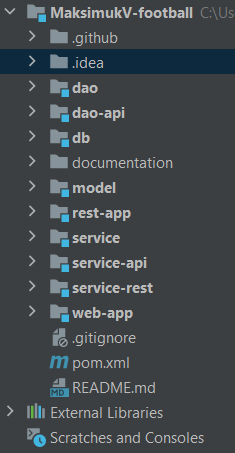 MaksimukV-football C:\Us
.github
.idea
dao
dao-api
db
documentation
model
rest-app
service
service-api
service-rest
web-app
.gitignore
m pom.xml
MD README.md
External Libraries
Scratches and Consoles